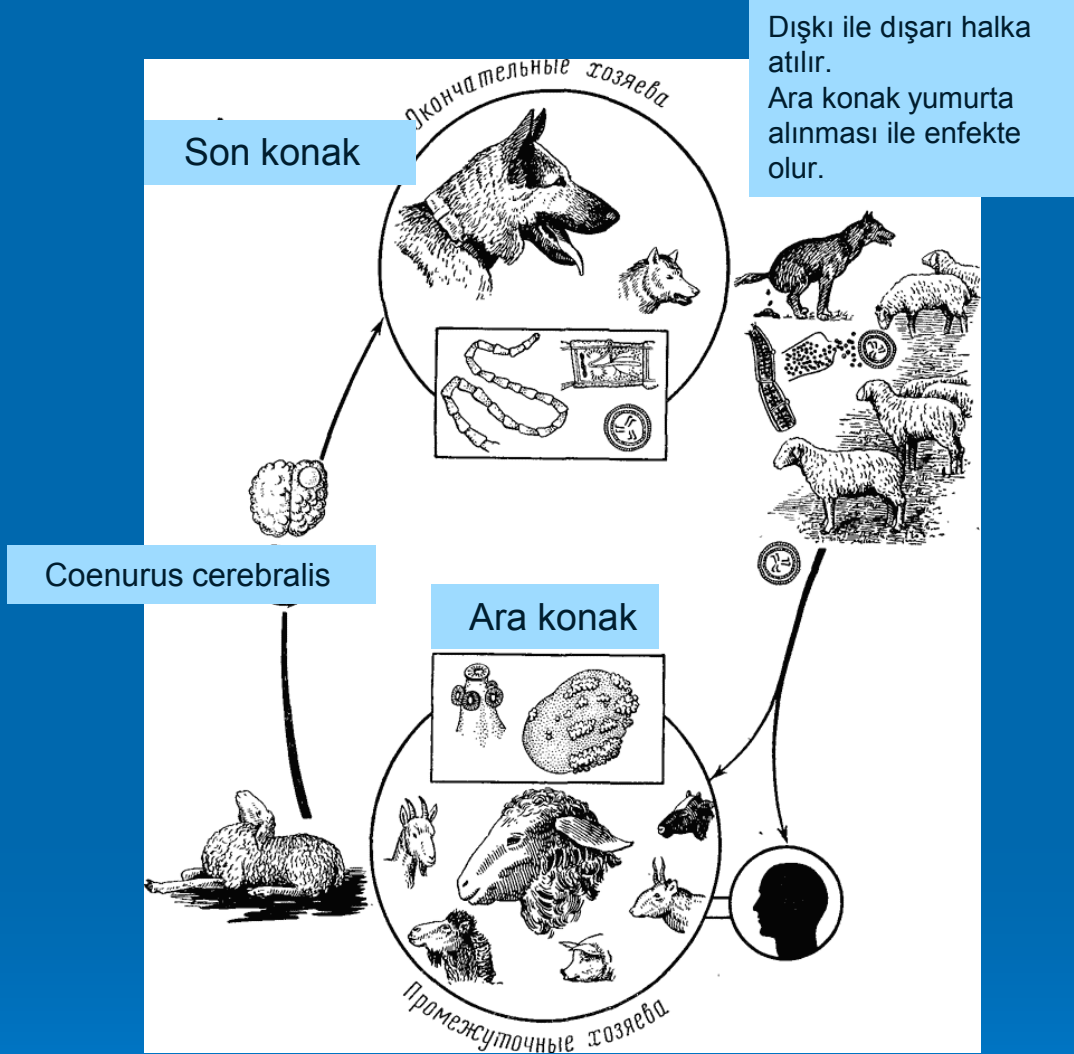 Dışkı ile dışarı halka
atılır.
Ara konak yumurta
alınması ile enfekte
olur.
Окончательные хозяева
Son konak
Coenurus cerebralis
Ara konak
Промежуточные хозяева